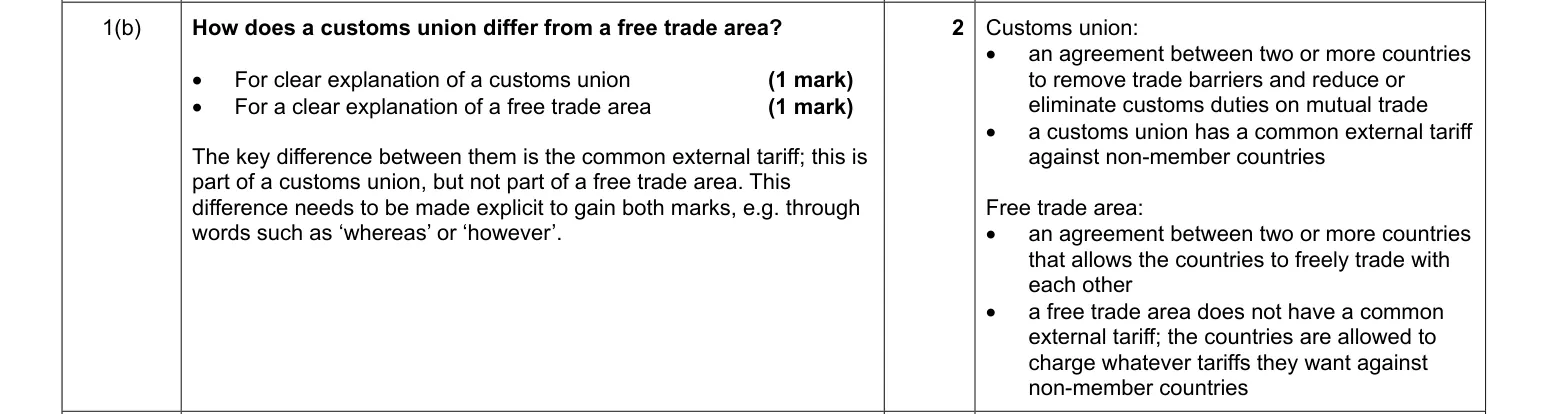 1(b)
How does a customs union differ from a free trade area?
• For clear explanation of a customs union (1 mark)
• For a clear explanation of a free trade area (1 mark)
The key difference between them is the common external tariff; this is
part of a customs union, but not part of a free trade area. This
difference needs to be made explicit to gain both marks, e.g. through
words such as ‘whereas’ or ‘however’.
2
Customs union:
• an agreement between two or more countries
to remove trade barriers and reduce or
eliminate customs duties on mutual trade
• a customs union has a common external tariff
against non-member countries
Free trade area:
• an agreement between two or more countries
that allows the countries to freely trade with
each other
• a free trade area does not have a common
external tariff; the countries are allowed to
charge whatever tariffs they want against
non-member countries